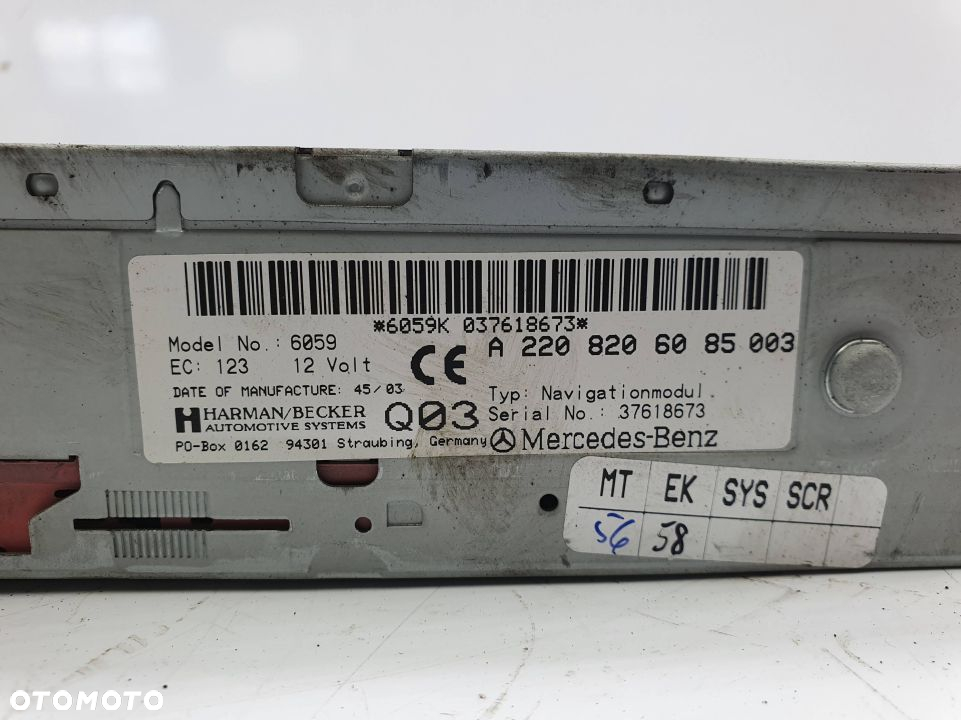 *6059K 037618673*
Model No.: 6059
EC: 123 12 Volt
CE
A 220 820 60 85 003
DATE OF MANUFACTURE: 45/03
Typ: Navigationmodul.
HARMAN/BECKER
AUTOMOTIVE SYSTEMS
Q03
Serial No.: 37618673
PO-Box 0162 94301 Straubing, Germany
Mercedes-Benz
MT EK SYS SCR
56 58
OTOMOTO